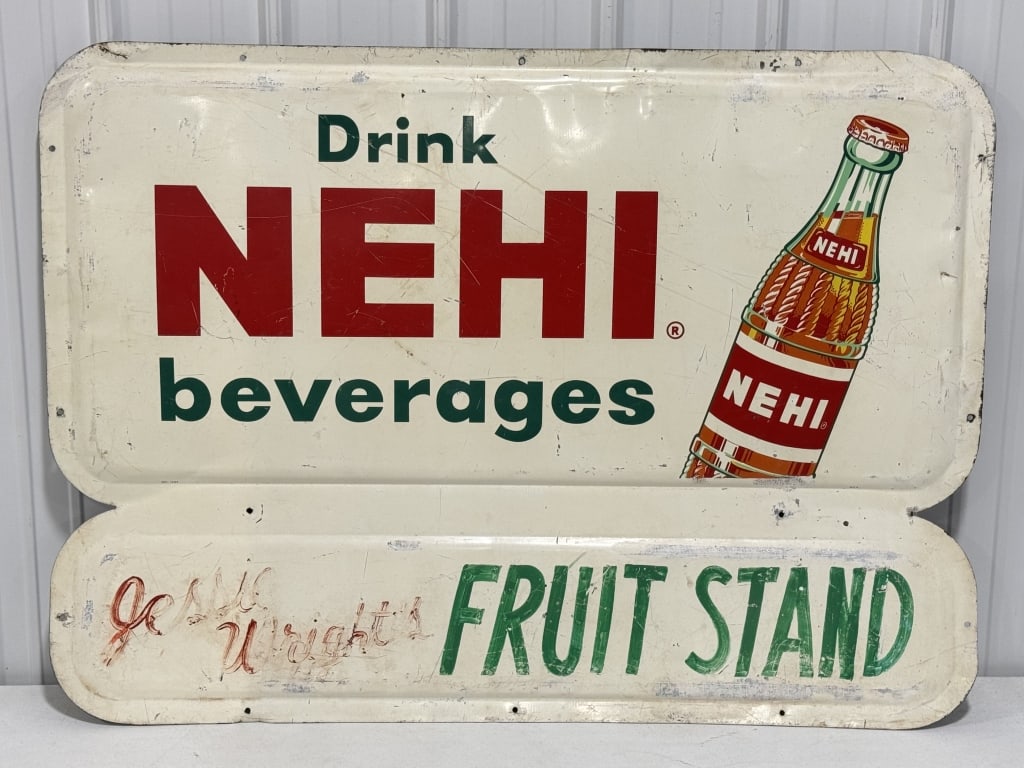 Drink
NEHI®
beverages
NEHI
NEHI
Jessie Wright's FRUIT STAND